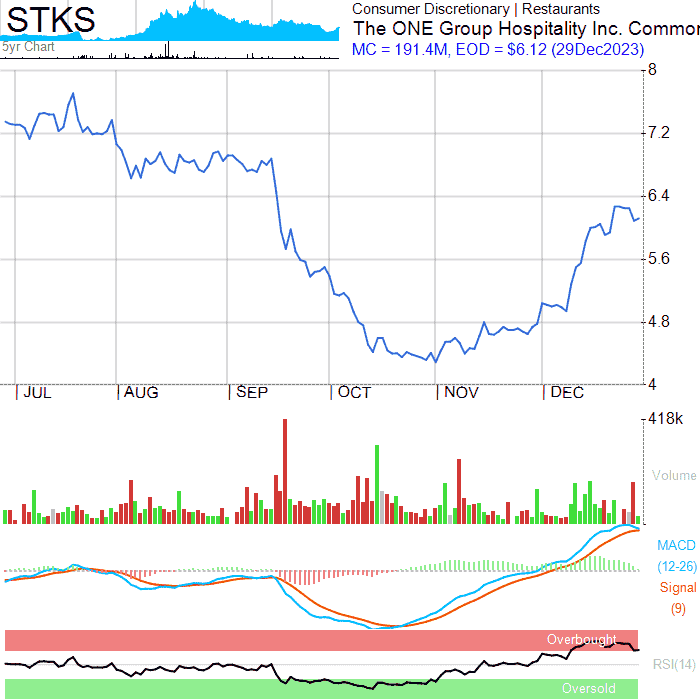 STKS
5yr Chart
Consumer Discretionary | Restaurants
The ONE Group Hospitality Inc. Common
MC = 191.4M, EOD = $6.12 (29Dec2023)
8
7.2
6.4
5.6
4.8
4
JUL AUG SEP OCT NOV DEC
418k
Volume
MACD
(12-26)
Signal
(9)
Overbought
RSI(14)
Oversold